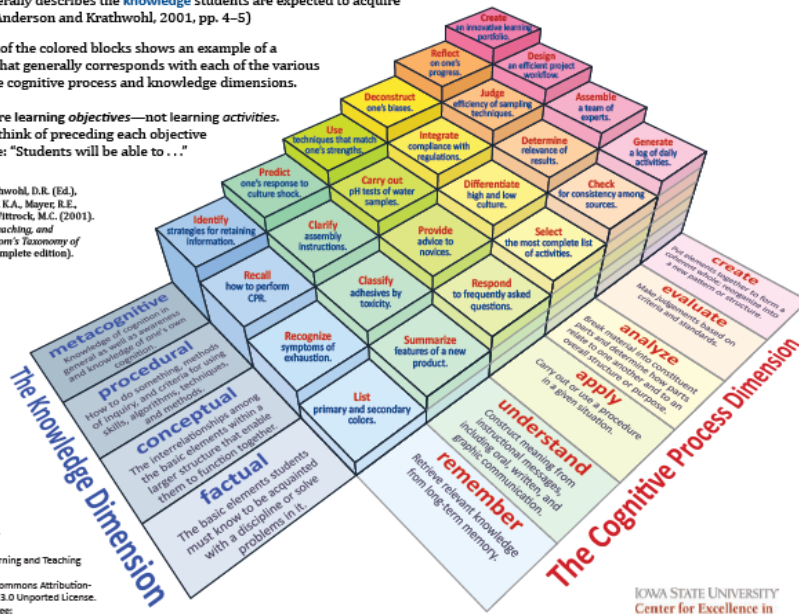 erally describes the knowledge students are expected to acquire
Anderson and Krathwohl, 2001, pp. 4–5)
of the colored blocks shows an example of a
hat generally corresponds with each of the various
e cognitive process and knowledge dimensions.
re learning objectives—not learning activities.
think of preceding each objective
e: “Students will be able to . . .”
hwohl, D.R. (Ed.),
K.A., Mayer, R.E.,
ittrock, M.C. (2001).
aching, and
om’s Taxonomy of
mplete edition).
Create
an innovative learning
portfolio.
Reflect
on one’s
progress.
Design
an efficient project
workflow.
Deconstruct
one’s biases.
Judge
efficiency of sampling
techniques.
Assemble
a team of
experts.
Use
techniques that match
one’s strengths.
Integrate
compliance with
regulations.
Determine
relevance of
results.
Generate
a log of daily
activities.
Predict
one’s response to
culture shock.
Carry out
pH tests of water
samples.
Differentiate
high and low
culture.
Check
for consistency among
sources.
Identify
strategies for retaining
information.
Clarify
assembly
instructions.
Provide
advice to
novices.
Select
the most complete list
of activities.
Recall
how to perform
CPR.
Classify
adhesives by
toxicity.
Respond
to frequently asked
questions.
Recognize
symptoms of
exhaustion.
Summarize
features of a new
product.
List
primary and secondary
colors.
metacognitive
Knowledge of cognition in
general as well as awareness
and knowledge of one’s own
cognition.
procedural
How to do something, methods
of inquiry, and criteria for using
skills, algorithms, techniques,
and methods.
conceptual
The interrelationships among
the basic elements within a
larger structure that enable
them to function together.
factual
The basic elements students
must know to be acquainted
with a discipline or solve
problems in it.
The Knowledge Dimension
create
Put elements together to form a
coherent whole; reorganize into
a new pattern or structure.
evaluate
Make judgements based on
criteria and standards.
analyze
Break material into constituent
parts and determine how parts
relate to one another and to an
overall structure or purpose.
apply
Carry out or use a procedure
in a given situation.
understand
Construct meaning from
instructional messages,
including oral, written, and
graphic communication.
remember
Retrieve relevant knowledge
from long-term memory.
The Cognitive Process Dimension
rning and Teaching
ommons Attribution-
3.0 Unported License.
ee:
IOWA STATE UNIVERSITY
Center for Excellence in